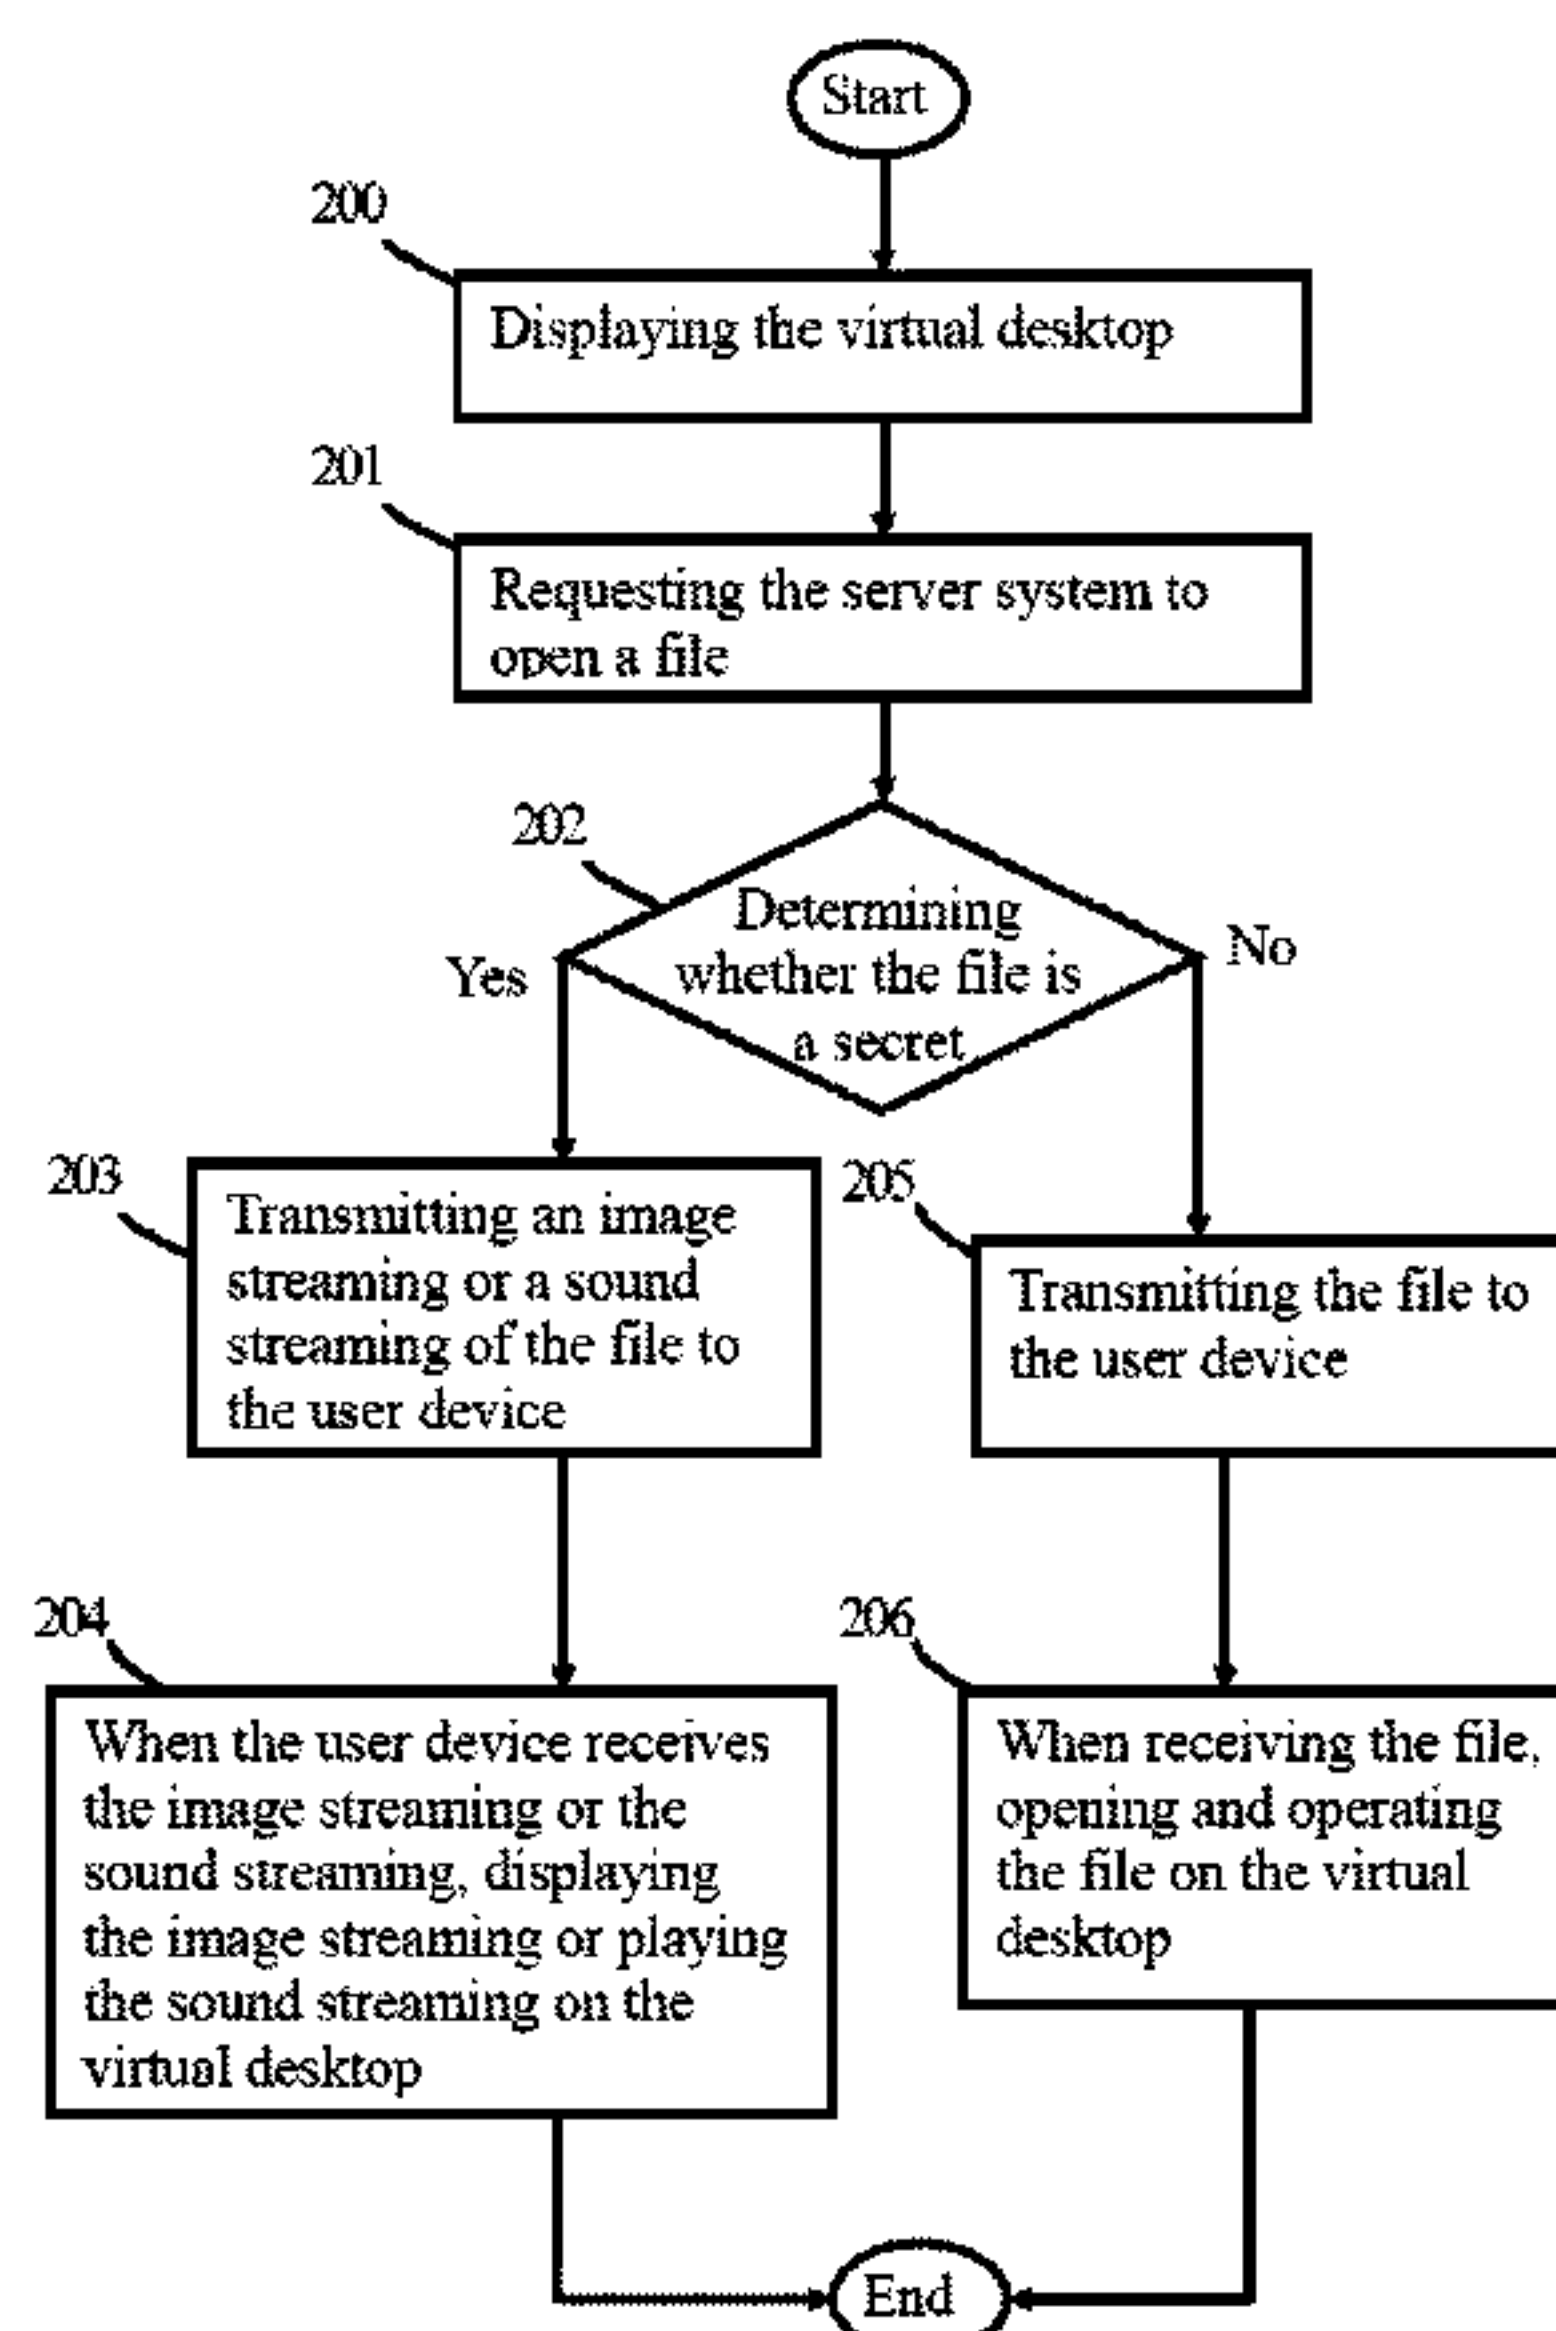 Start
200
Displaying the virtual desktop
201
Requesting the server system to
open a file
202
Determining
whether the file is
a secret
Yes
No
203
Transmitting an image
streaming or a sound
streaming of the file to
the user device
205
Transmitting the file to
the user device
204
When the user device receives
the image streaming or the
sound streaming, displaying
the image streaming or playing
the sound streaming on the
virtual desktop
206
When receiving the file,
opening and operating
the file on the virtual
desktop
End